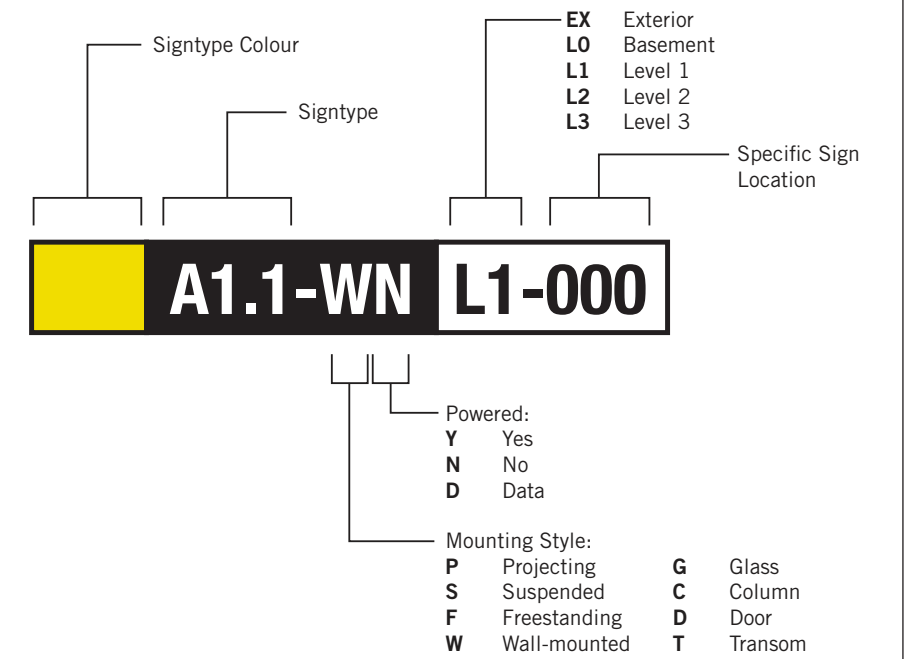 EX Exterior
Signtype Colour
L0 Basement
L1 Level 1
L2 Level 2
Signtype
L3 Level 3
Specific Sign
Location
A1.1-WN L1-000
Powered:
Y Yes
N No
D Data
Mounting Style:
P Projecting G Glass
S Suspended C Column
F Freestanding D Door
W Wall-mounted T Transom